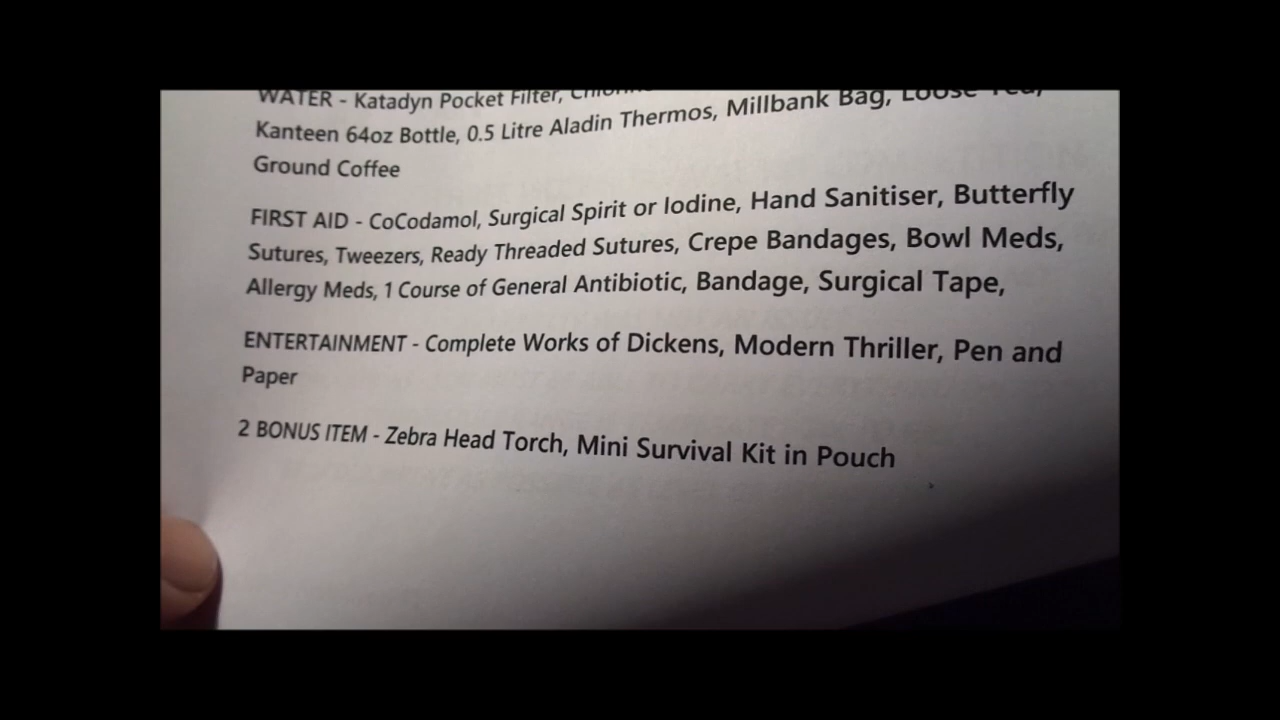 WATER - Katadyn Pocket Filter,
Kanteen 64oz Bottle, 0.5 Litre Aladin Thermos, Millbank Bag, Loose Tea,
Ground Coffee
FIRST AID - CoCodamol, Surgical Spirit or Iodine, Hand Sanitiser, Butterfly
Sutures, Tweezers, Ready Threaded Sutures, Crepe Bandages, Bowl Meds,
Allergy Meds, 1 Course of General Antibiotic, Bandage, Surgical Tape,
ENTERTAINMENT - Complete Works of Dickens, Modern Thriller, Pen and
Paper
2 BONUS ITEM - Zebra Head Torch, Mini Survival Kit in Pouch